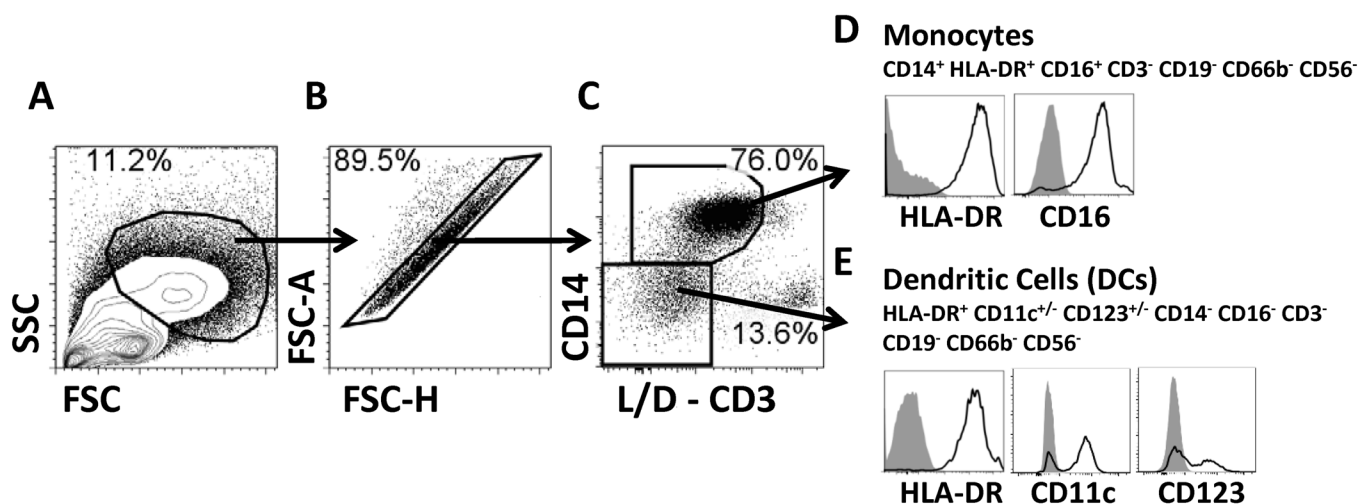 A
11.2%
SSC
FSC
B
89.5%
FSC-A
FSC-H
C
76.0%
13.6%
CD14
L/D - CD3
D
Monocytes
CD14⁺ HLA-DR⁺ CD16⁺ CD3⁻ CD19⁻ CD66b⁻ CD56⁻
HLA-DR
CD16
E
Dendritic Cells (DCs)
HLA-DR⁺ CD11c⁺/⁻ CD123⁺/⁻ CD14⁻ CD16⁻ CD3⁻
CD19⁻ CD66b⁻ CD56⁻
HLA-DR
CD11c
CD123